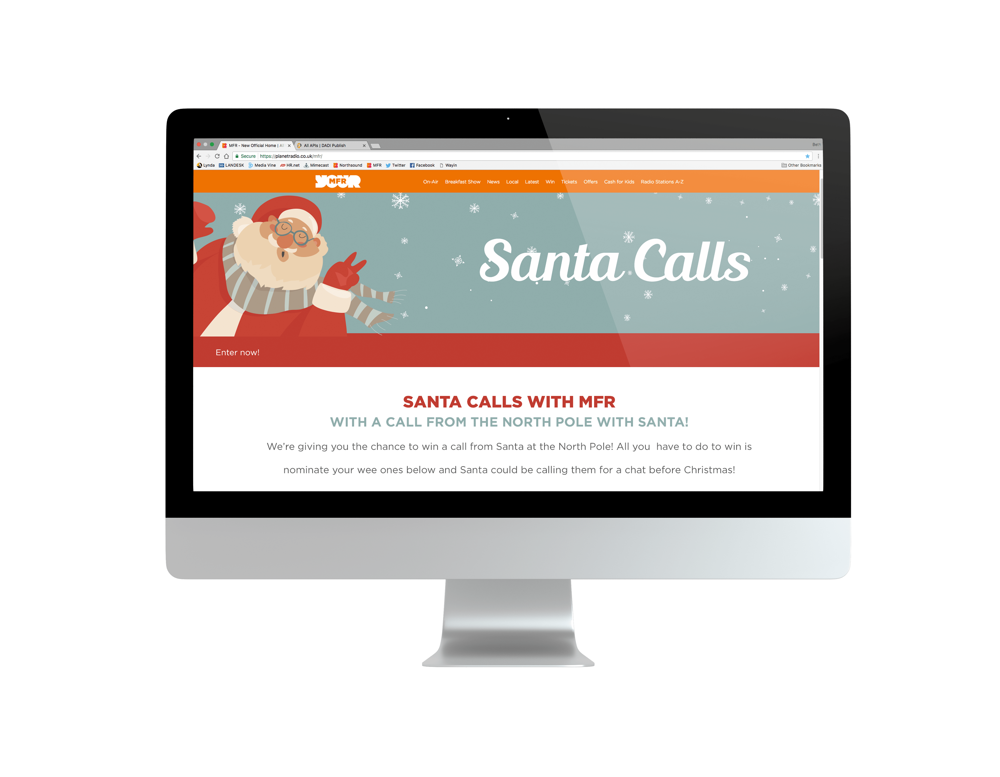 MFR - New Official Home | All
All APIs | DADI Publish
Beth
Secure
https://planetradio.co.uk/mfr/
Lynda LANDESK Media Vine HR.net Mimecast Northsound MFR Twitter Facebook Wayin Other Bookmarks
YOUR
MFR
On-Air Breakfast Show News Local Latest Win Tickets Offers Cash for Kids Radio Stations A-Z
Santa Calls
Enter now!
SANTA CALLS WITH MFR
WITH A CALL FROM THE NORTH POLE WITH SANTA!
We’re giving you the chance to win a call from Santa at the North Pole! All you  have to do to win is
nominate your wee ones below and Santa could be calling them for a chat before Christmas!